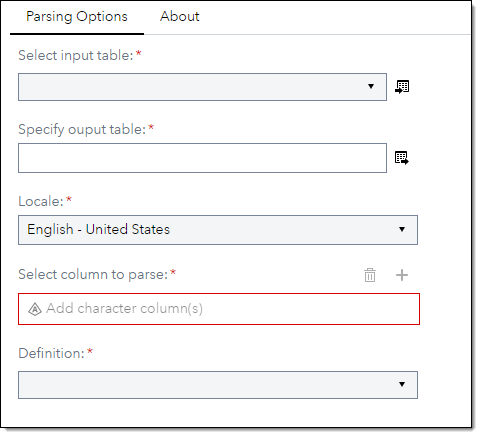 Parsing Options About
Select input table: *
Specify ouput table: *
Locale: *
English - United States
Select column to parse: *
Add character column(s)
Definition: *